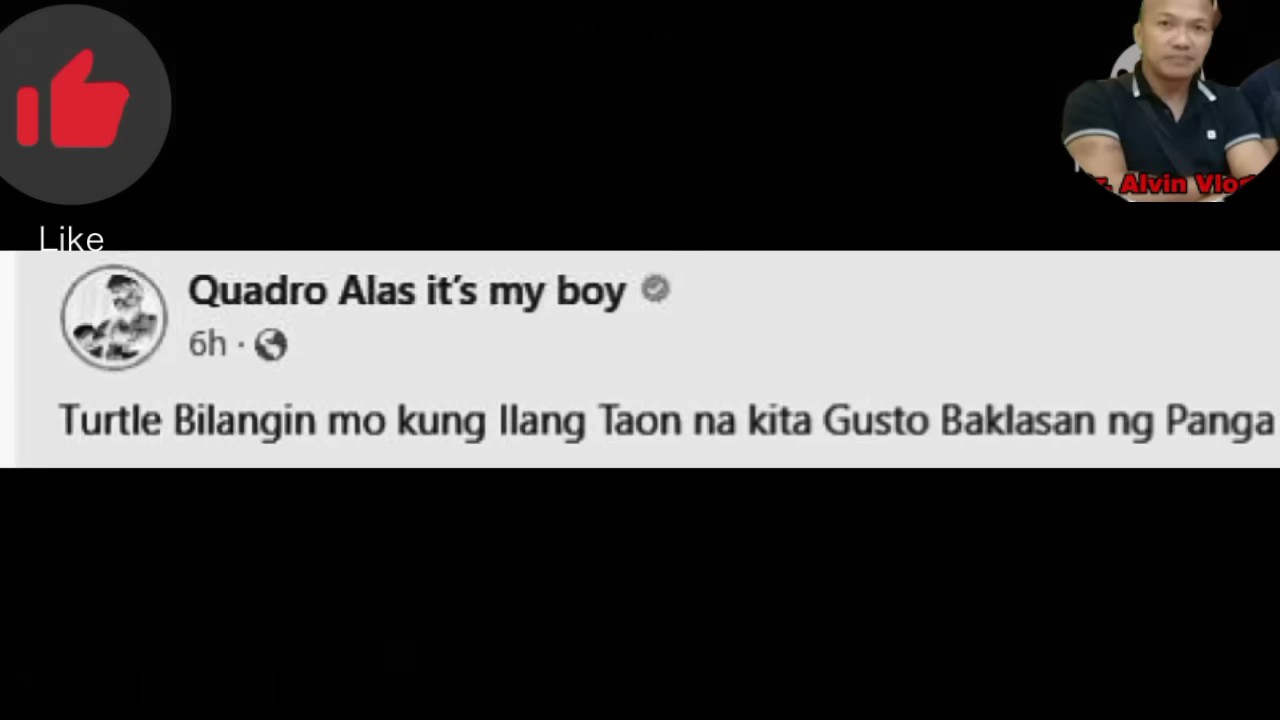 Alvin Vlog
Like
Quadro Alas it's my boy
6h ·
Turtle Bilangin mo kung Ilang Taon na kita Gusto Baklasan ng Panga